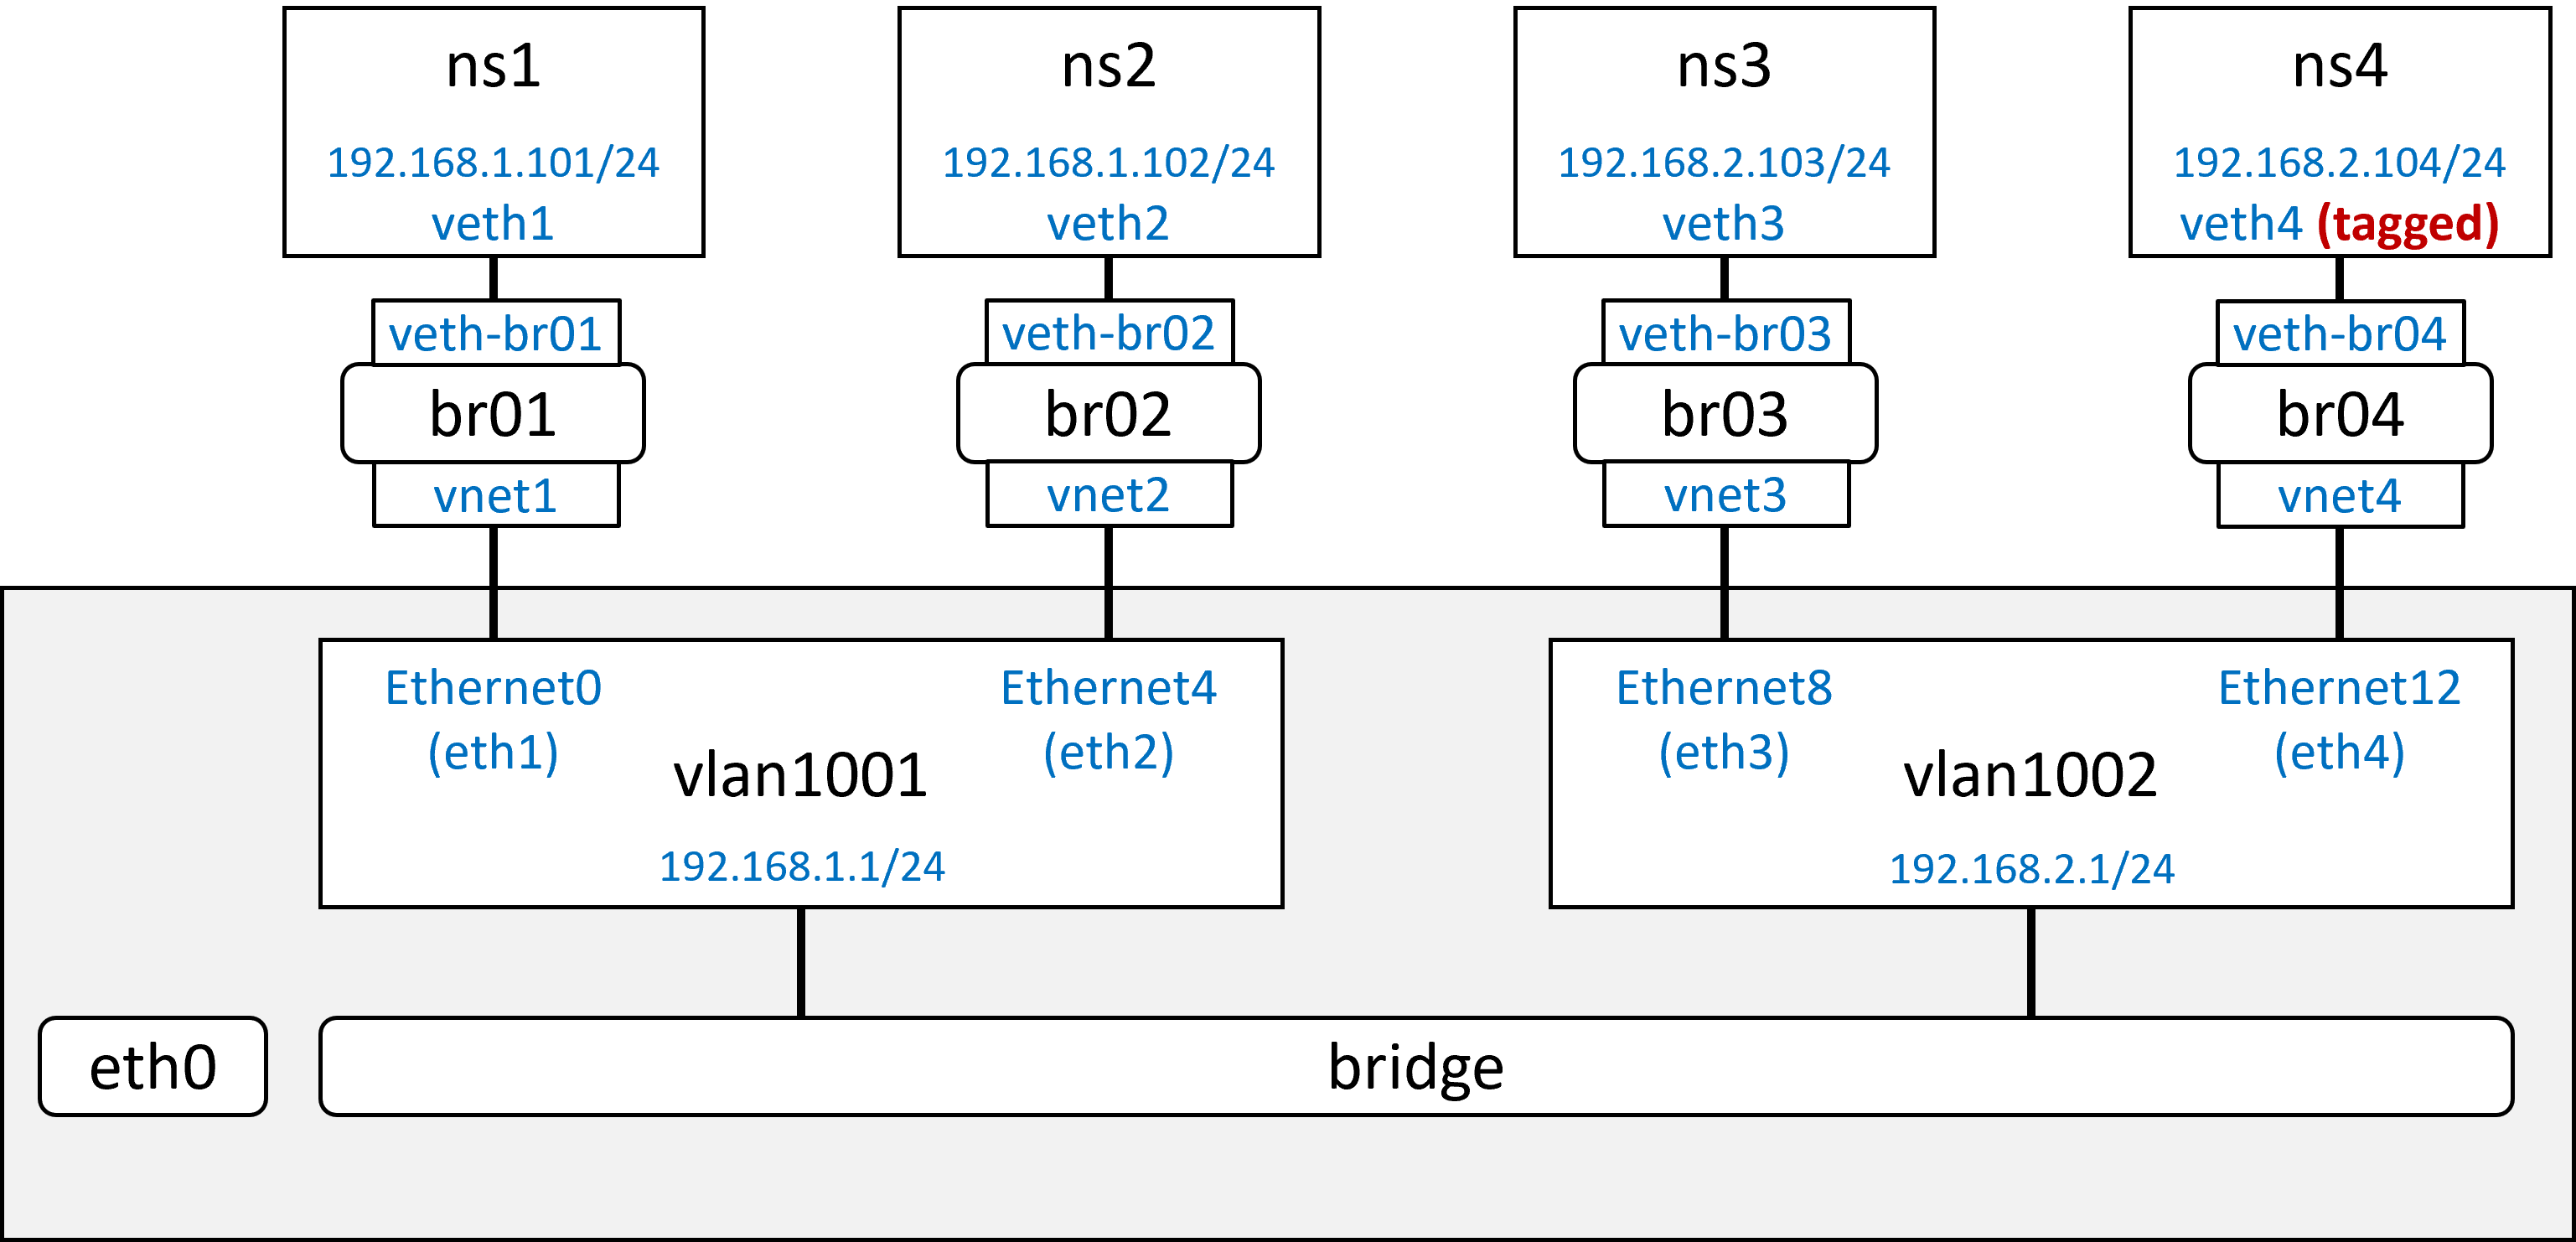 ns1
192.168.1.101/24
veth1
ns2
192.168.1.102/24
veth2
ns3
192.168.2.103/24
veth3
ns4
192.168.2.104/24
veth4 (tagged)
veth-br01
br01
vnet1
veth-br02
br02
vnet2
veth-br03
br03
vnet3
veth-br04
br04
vnet4
Ethernet0
(eth1)
Ethernet4
(eth2)
vlan1001
192.168.1.1/24
Ethernet8
(eth3)
Ethernet12
(eth4)
vlan1002
192.168.2.1/24
eth0
bridge